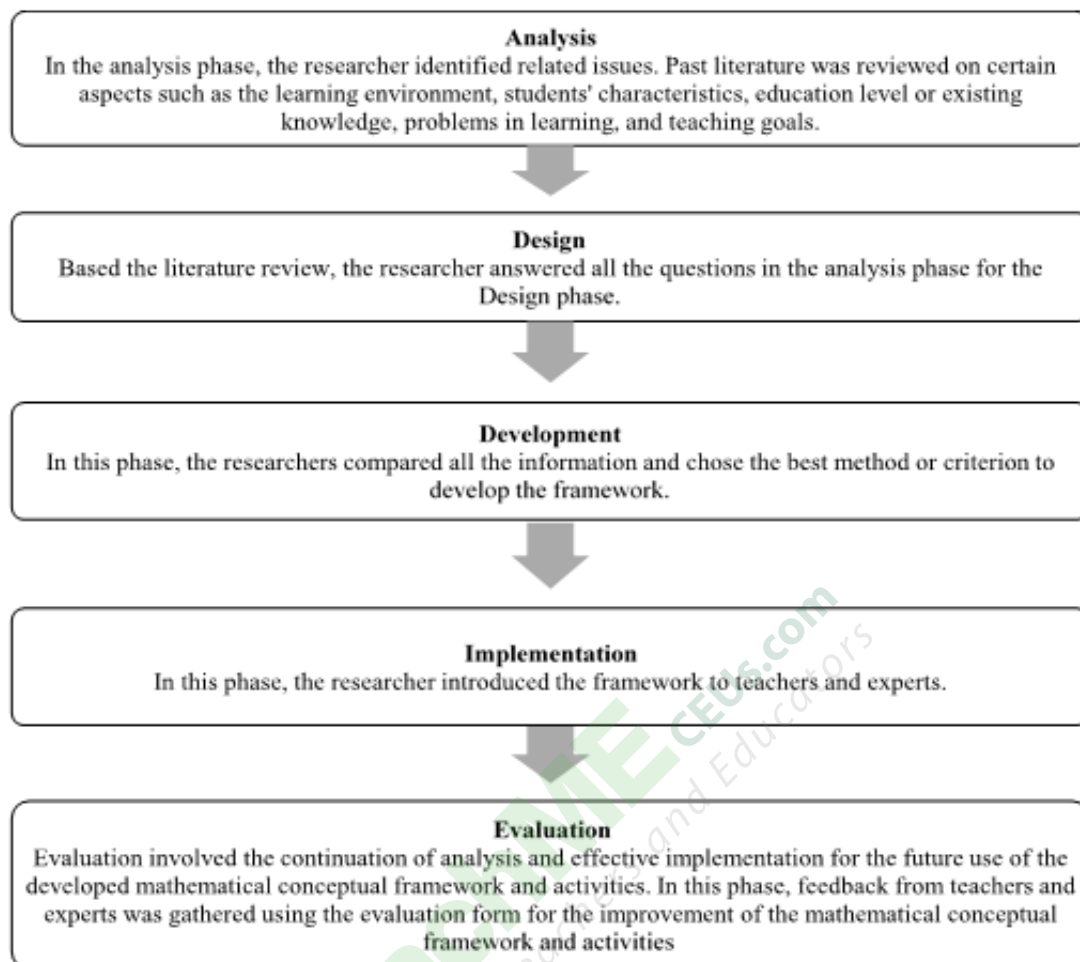 Analysis
In the analysis phase, the researcher identified related issues. Past literature was reviewed on certain
aspects such as the learning environment, students' characteristics, education level or existing
knowledge, problems in learning, and teaching goals.
Design
Based the literature review, the researcher answered all the questions in the analysis phase for the
Design phase.
Development
In this phase, the researchers compared all the information and chose the best method or criterion to
develop the framework.
Implementation
In this phase, the researcher introduced the framework to teachers and experts.
CEUs.com
and Educators
Evaluation
Evaluation involved the continuation of analysis and effective implementation for the future use of the
developed mathematical conceptual framework and activities. In this phase, feedback from teachers and
experts was gathered using the evaluation form for the improvement of the mathematical conceptual
framework and activities